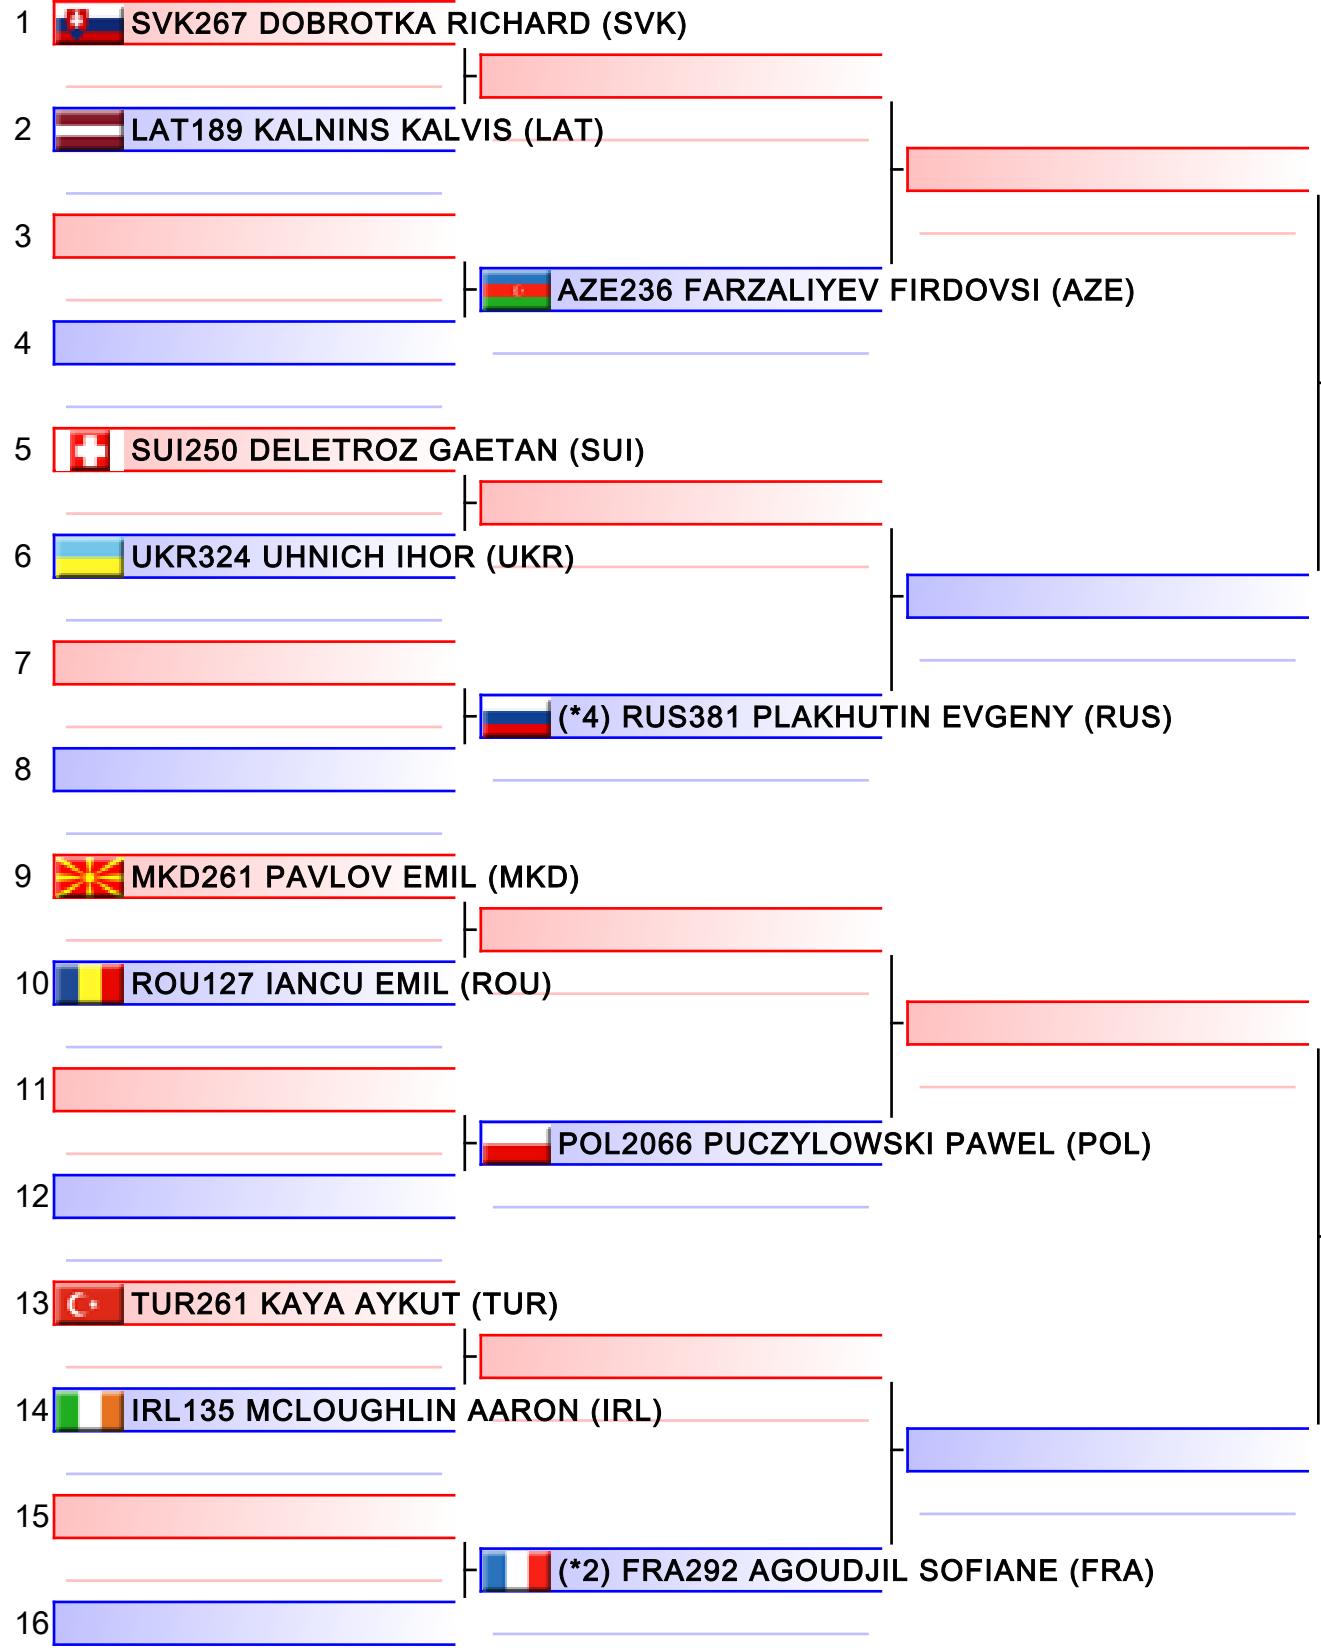 1 SVK267 DOBROTKA RICHARD (SVK)
2 LAT189 KALNINS KALVIS (LAT)
3
AZE236 FARZALIYEV FIRDOVSI (AZE)
4
5 SUI250 DELETROZ GAETAN (SUI)
6 UKR324 UHNICH IHOR (UKR)
7
(*4) RUS381 PLAKHUTIN EVGENY (RUS)
8
9 MKD261 PAVLOV EMIL (MKD)
10 ROU127 IANCU EMIL (ROU)
11
POL2066 PUCZYLOWSKI PAWEL (POL)
12
13 TUR261 KAYA AYKUT (TUR)
14 IRL135 MCLOUGHLIN AARON (IRL)
15
(*2) FRA292 AGOUDJIL SOFIANE (FRA)
16